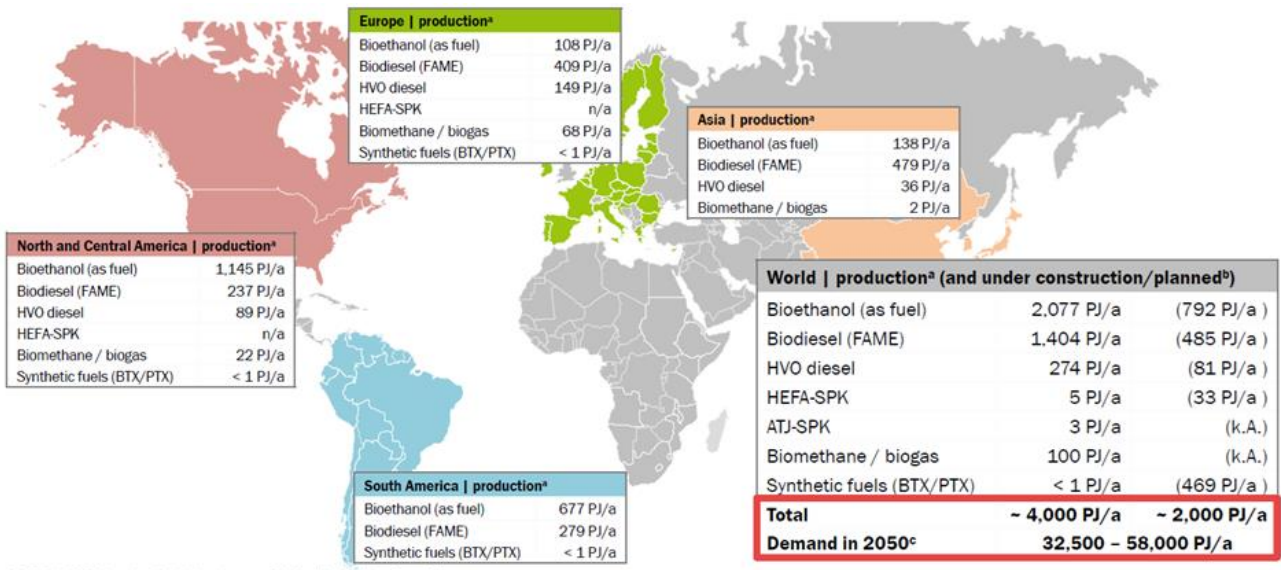 Europe | productionᵃ
Bioethanol (as fuel) 108 PJ/a
Biodiesel (FAME) 409 PJ/a
HVO diesel 149 PJ/a
HEFA-SPK n/a
Biomethane / biogas 68 PJ/a
Synthetic fuels (BTX/PTX) < 1 PJ/a
Asia | productionᵃ
Bioethanol (as fuel) 138 PJ/a
Biodiesel (FAME) 479 PJ/a
HVO diesel 36 PJ/a
Biomethane / biogas 2 PJ/a
North and Central America | productionᵃ
Bioethanol (as fuel) 1,145 PJ/a
Biodiesel (FAME) 237 PJ/a
HVO diesel 89 PJ/a
HEFA-SPK n/a
Biomethane / biogas 22 PJ/a
Synthetic fuels (BTX/PTX) < 1 PJ/a
World | productionᵃ (and under construction/plannedᵇ)
Bioethanol (as fuel) 2,077 PJ/a (792 PJ/a )
Biodiesel (FAME) 1,404 PJ/a (485 PJ/a )
HVO diesel 274 PJ/a (81 PJ/a )
HEFA-SPK 5 PJ/a (33 PJ/a )
ATJ-SPK 3 PJ/a (k.A.)
Biomethane / biogas 100 PJ/a (k.A.)
Synthetic fuels (BTX/PTX) < 1 PJ/a (469 PJ/a )
Total ~ 4,000 PJ/a ~ 2,000 PJ/a
Demand in 2050ᶜ 32,500 – 58,000 PJ/a
South America | productionᵃ
Bioethanol (as fuel) 677 PJ/a
Biodiesel (FAME) 279 PJ/a
Synthetic fuels (BTX/PTX) < 1 PJ/a